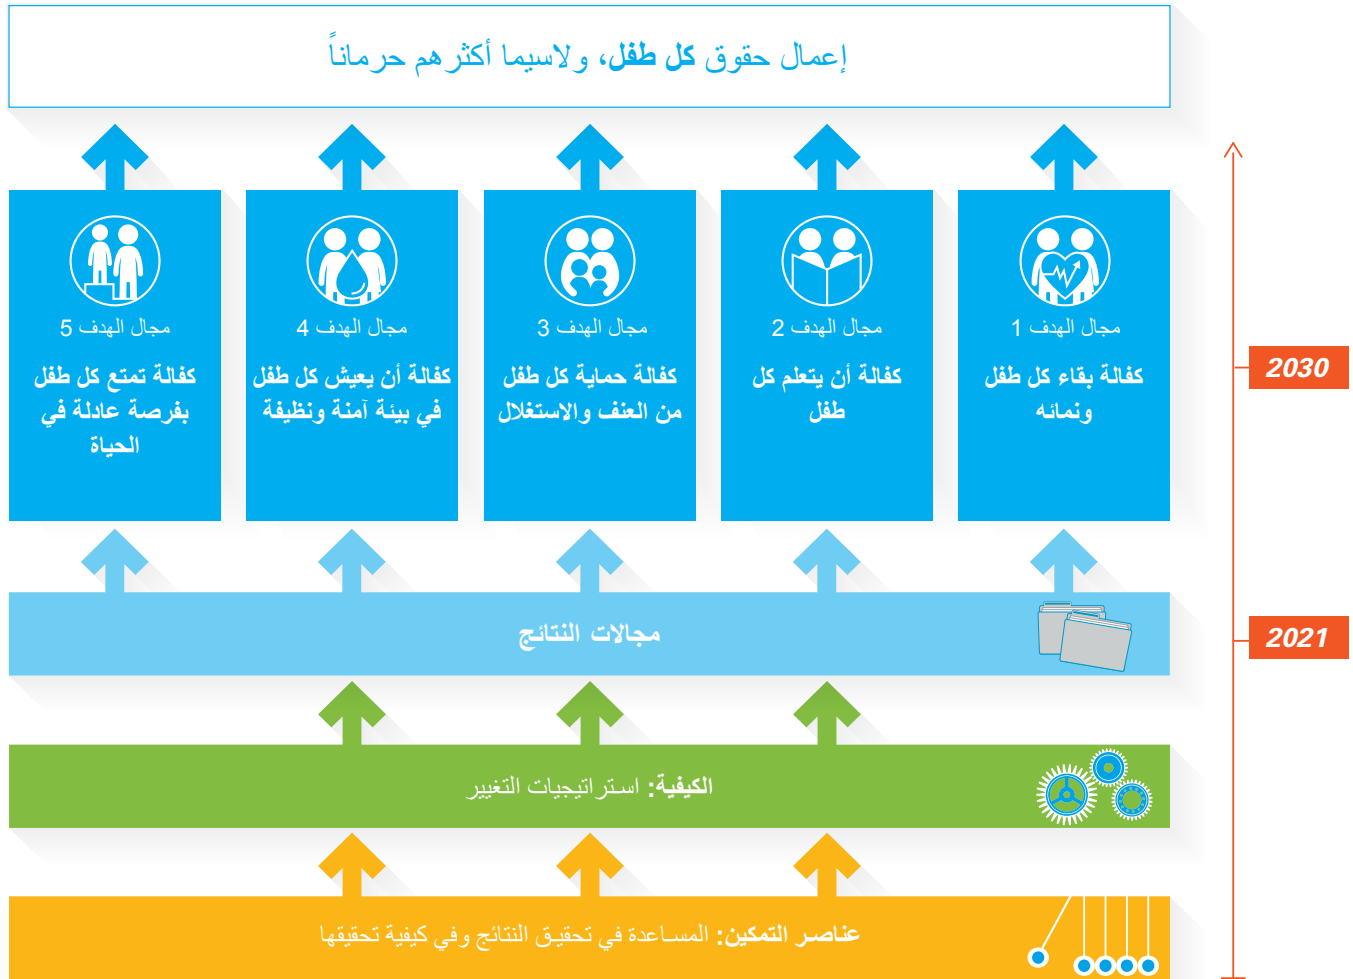 إعمال حقوق كل طفل، ولاسيما أكثرهم حرماناً
مجال الهدف 1
كفالة بقاء كل طفل
ونمائه
مجال الهدف 2
كفالة أن يتعلم كل
طفل
مجال الهدف 3
كفالة حماية كل طفل
من العنف والاستغلال
مجال الهدف 4
كفالة أن يعيش كل طفل
في بيئة آمنة ونظيفة
مجال الهدف 5
كفالة تمتع كل طفل
بفرصة عادلة في
الحياة
2030
مجالات النتائج
2021
الكيفية: استراتيجيات التغيير
عناصر التمكين: المساعدة في تحقيق النتائج وفي كيفية تحقيقها